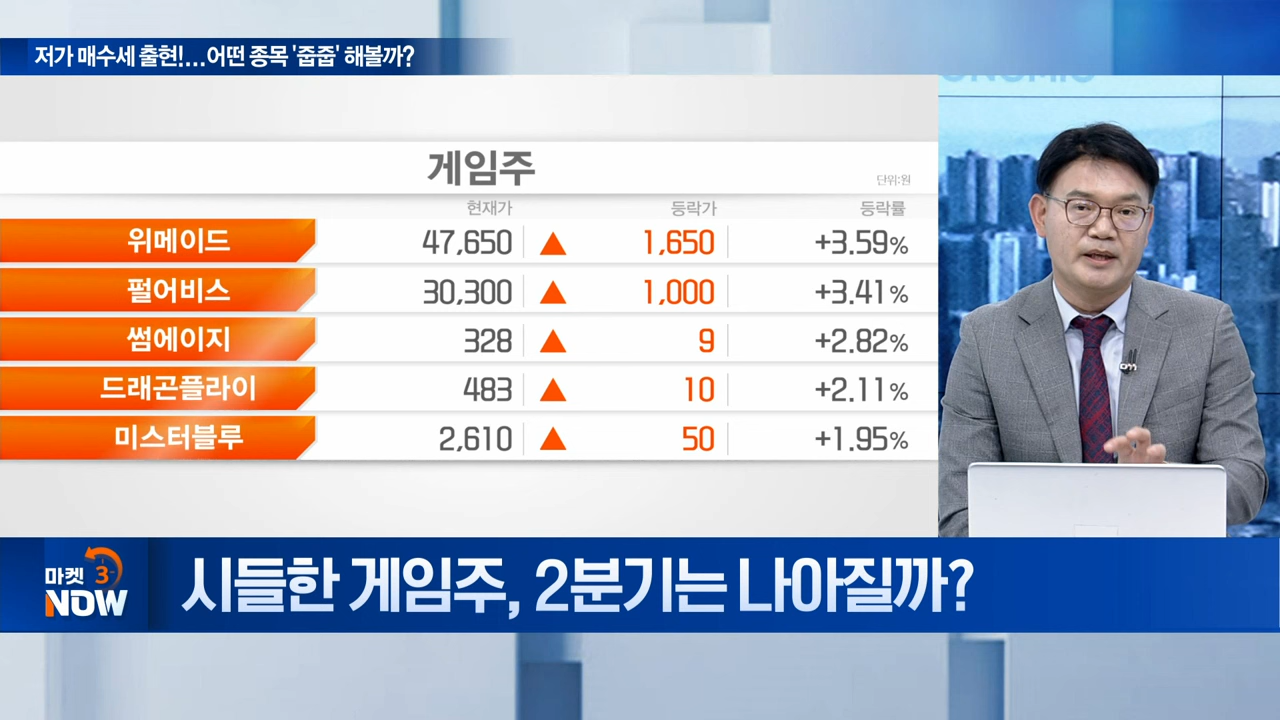 저가 매수세 출현!...어떤 종목 '줍줍' 해볼까?
게임주
단위:원
현재가 등락가 등락률
위메이드 47,650 ▲ 1,650 +3.59%
펄어비스 30,300 ▲ 1,000 +3.41%
썸에이지 328 ▲ 9 +2.82%
드래곤플라이 483 ▲ 10 +2.11%
미스터블루 2,610 ▲ 50 +1.95%
마켓 3
NOW
시들한 게임주, 2분기는 나아질까?